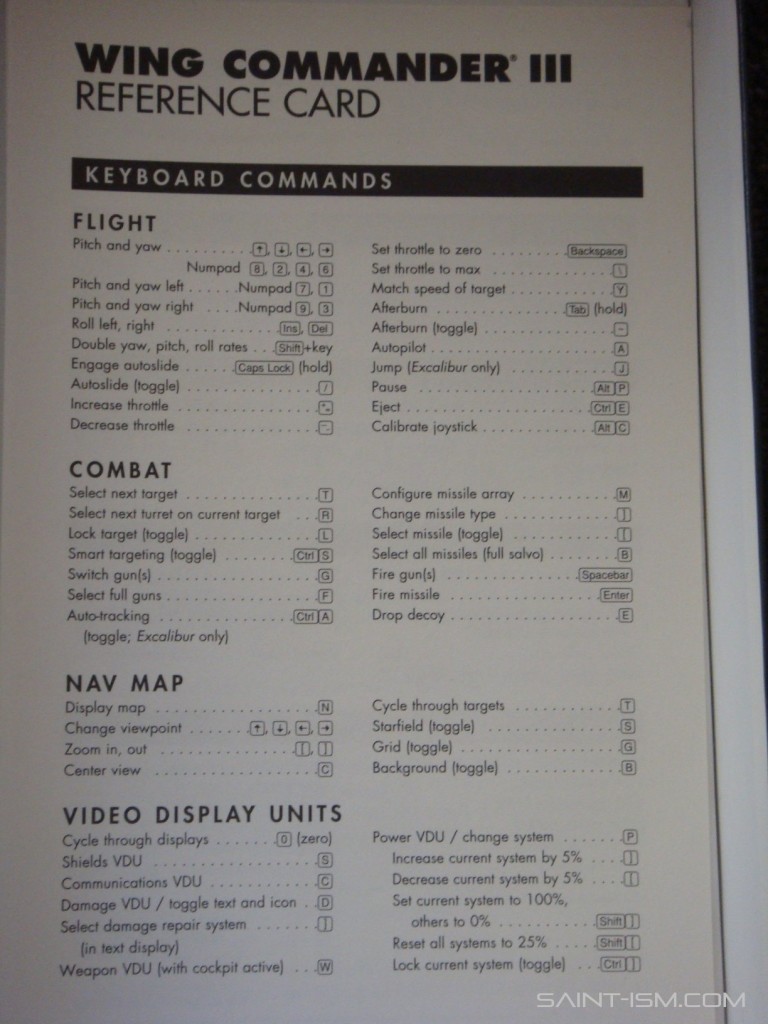 WING COMMANDER® III
REFERENCE CARD
KEYBOARD COMMANDS
FLIGHT
Pitch and yaw . . . . . . . . . . ↑, ↓, ←, →
Numpad 8, 2, 4, 6
Pitch and yaw left . . . . . . Numpad 7, 1
Pitch and yaw right . . . . Numpad 9, 3
Roll left, right . . . . . . . . . . . . . Ins, Del
Double yaw, pitch, roll rates . . . Shift+key
Engage autoslide . . . . . . Caps Lock (hold)
Autoslide (toggle) . . . . . . . . . . . . . . . /
Increase throttle
Decrease throttle
Set throttle to zero . . . . . . . . . Backspace
Set throttle to max . . . . . . . . . . . . . . . \
Match speed of target . . . . . . . . . . . . Y
Afterburn . . . . . . . . . . . . . . . Tab (hold)
Afterburn (toggle) . . . . . . . . . . . . . . . ~
Autopilot . . . . . . . . . . . . . . . . . . . . . A
Jump (Excalibur only) . . . . . . . . . . . . J
Pause . . . . . . . . . . . . . . . . . . . . . Alt P
Eject . . . . . . . . . . . . . . . . . . . . . Ctrl E
Calibrate joystick . . . . . . . . . . . . . Alt C
COMBAT
Select next target . . . . . . . . . . . . . . . T
Select next turret on current target . . . R
Lock target (toggle) . . . . . . . . . . . . . . L
Smart targeting (toggle) . . . . . . . . Ctrl S
Switch gun(s) . . . . . . . . . . . . . . . . . . G
Select full guns . . . . . . . . . . . . . . . . . F
Auto-tracking . . . . . . . . . . . . . . . Ctrl A
(toggle; Excalibur only)
Configure missile array . . . . . . . . . . . M
Change missile type . . . . . . . . . . . . . ]
Select missile (toggle) . . . . . . . . . . . . [
Select all missiles (full salvo) . . . . . . . . B
Fire gun(s) . . . . . . . . . . . . . . . Spacebar
Fire missile . . . . . . . . . . . . . . . . . Enter
Drop decoy . . . . . . . . . . . . . . . . . . . E
NAV MAP
Display map . . . . . . . . . . . . . . . . . . N
Change viewpoint . . . . . . . ↑, ↓, ←, →
Zoom in, out . . . . . . . . . . . . . . . . [, ]
Center view . . . . . . . . . . . . . . . . . . C
Cycle through targets . . . . . . . . . . . . T
Starfield (toggle) . . . . . . . . . . . . . . . S
Grid (toggle) . . . . . . . . . . . . . . . . . . G
Background (toggle) . . . . . . . . . . . . B
VIDEO DISPLAY UNITS
Cycle through displays . . . . . . . 0 (zero)
Shields VDU . . . . . . . . . . . . . . . . . . S
Communications VDU . . . . . . . . . . . . C
Damage VDU / toggle text and icon . . D
Select damage repair system . . . . . . . ]
(in text display)
Weapon VDU (with cockpit active) . . . W
Power VDU / change system . . . . . . . P
Increase current system by 5% . . . . ]
Decrease current system by 5% . . . . [
Set current system to 100%,
others to 0% . . . . . . . . . . . Shift ]
Reset all systems to 25% . . . . . Shift [
Lock current system (toggle) . . . Ctrl ]
SAINT-ISM.COM